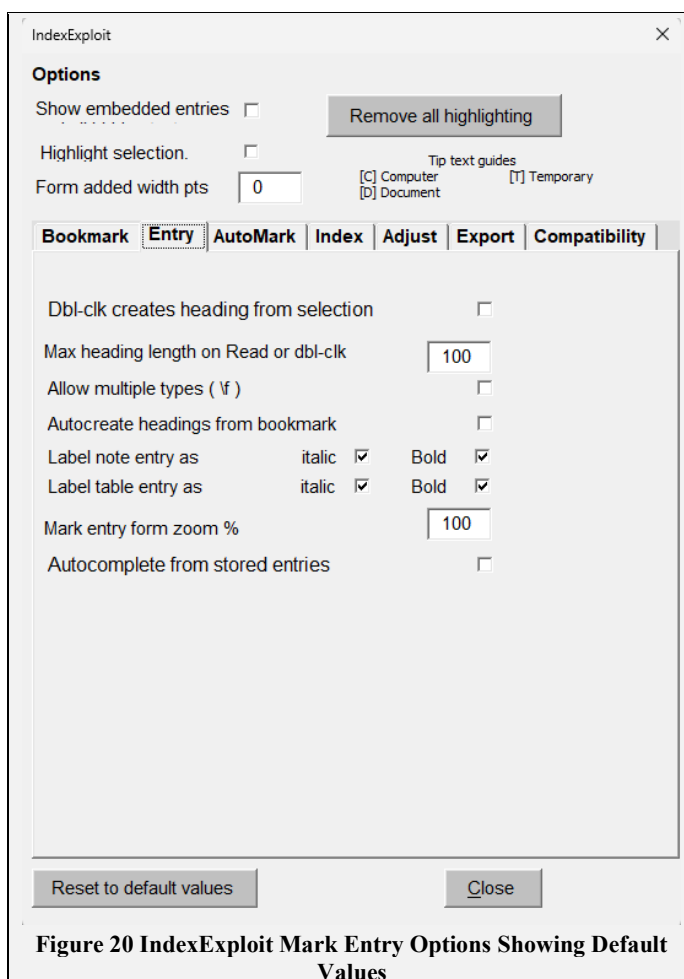 IndexExploit
Options
Show embedded entries
Remove all highlighting
Highlight selection.
Tip text guides
[C] Computer [T] Temporary
[D] Document
Form added width pts 0
Bookmark Entry AutoMark Index Adjust Export Compatibility
Dbl-clk creates heading from selection
Max heading length on Read or dbl-clk 100
Allow multiple types ( \f )
Autocreate headings from bookmark
Label note entry as italic Bold
Label table entry as italic Bold
Mark entry form zoom % 100
Autocomplete from stored entries
Reset to default values Close
Figure 20 IndexExploit Mark Entry Options Showing Default
Values